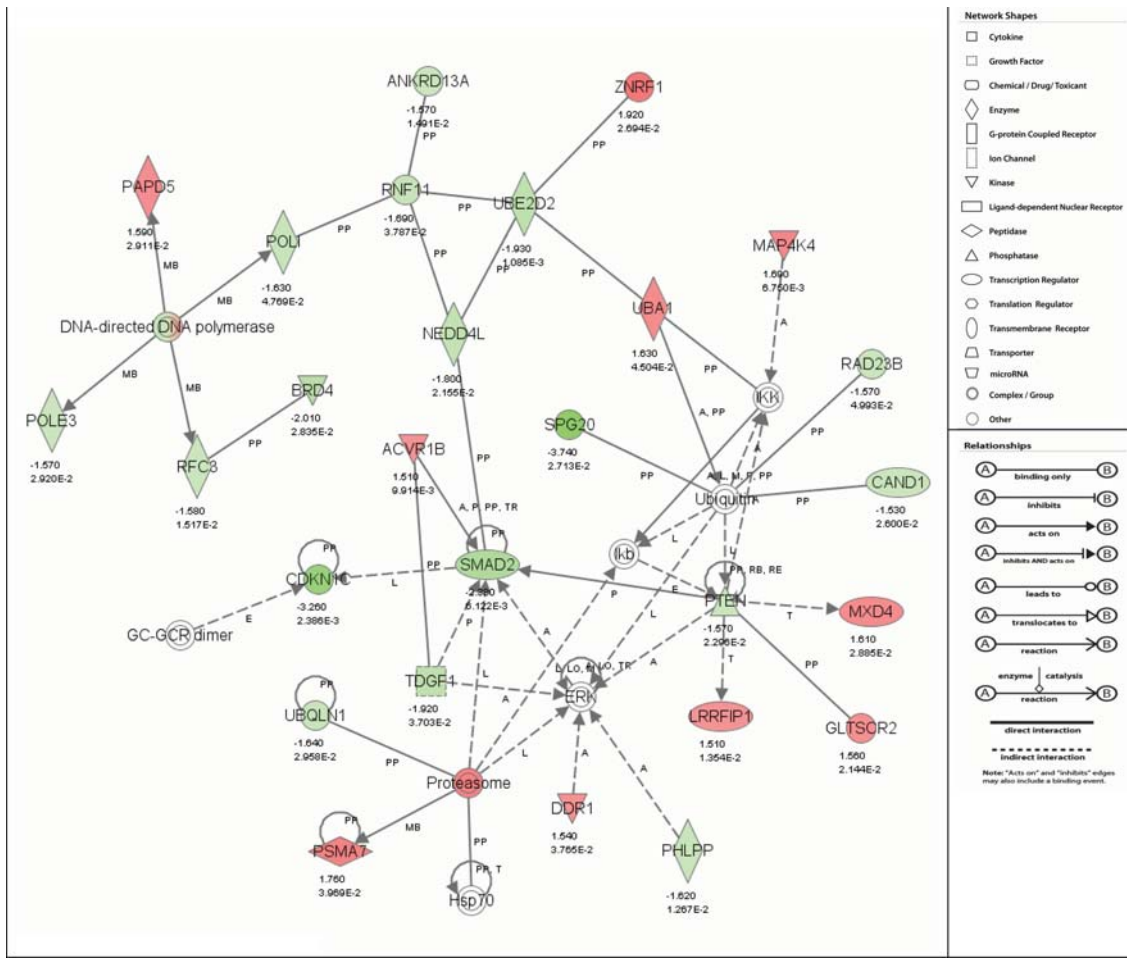 ANKRD13A
-1.570
1.491E-2
PP
ZNRF1
1.920
2.694E-2
PP
PAPD5
1.590
2.911E-2
MB
RNF11
-1.690
3.787E-2
PP
PP
PP
UBE2D2
-1.930
1.085E-3
PP
PP
POLI
-1.630
4.769E-2
MB
MAP4K4
1.690
6.760E-3
A
DNA-directed DNA polymerase
MB
MB
NEDD4L
-1.800
2.155E-2
PP
UBA1
1.630
4.504E-2
PP
A, PP
RAD23B
-1.570
4.993E-2
PP
IKK
A
BRD4
-2.010
2.835E-2
PP
POLE3
-1.570
2.920E-2
RFC3
-1.580
1.517E-2
SPG20
-3.740
2.713E-2
PP
ACVR1B
1.510
9.914E-3
A, P, PP, TR
Ubiquitin
PP
CAND1
-1.530
2.600E-2
L
L
PP
SMAD2
6.122E-3
Ikb
PP
CDKN1C
-3.260
2.386E-3
PP
L
E
P
PP, RB, RE
PTEN
-1.570
2.296E-2
T
MXD4
1.610
2.885E-2
GC-GCR dimer
E
P
A
L
A
T
PP
TDGF1
-1.920
3.703E-2
L
A
ERK
LRRFIP1
1.510
1.354E-2
GLTSCR2
1.560
2.144E-2
PP
UBQLN1
-1.640
2.958E-2
PP
L
Proteasome
A
A
MB
PP
DDR1
1.540
3.765E-2
PP
PSMA7
1.760
3.969E-2
PP, T
Hsp70
PHLPP
-1.620
1.267E-2
Network Shapes
Cytokine
Growth Factor
Chemical / Drug/ Toxicant
Enzyme
G-protein Coupled Receptor
Ion Channel
Kinase
Ligand-dependent Nuclear Receptor
Peptidase
Phosphatase
Transcription Regulator
Translation Regulator
Transmembrane Receptor
Transporter
microRNA
Complex / Group
Other
Relationships
A binding only B
A inhibits B
A acts on B
A inhibits AND acts on B
A leads to B
A translocates to B
A reaction B
enzyme catalysis
A reaction B
direct interaction
indirect interaction
Note: "Acts on" and "inhibits" edges
may also include a binding event.